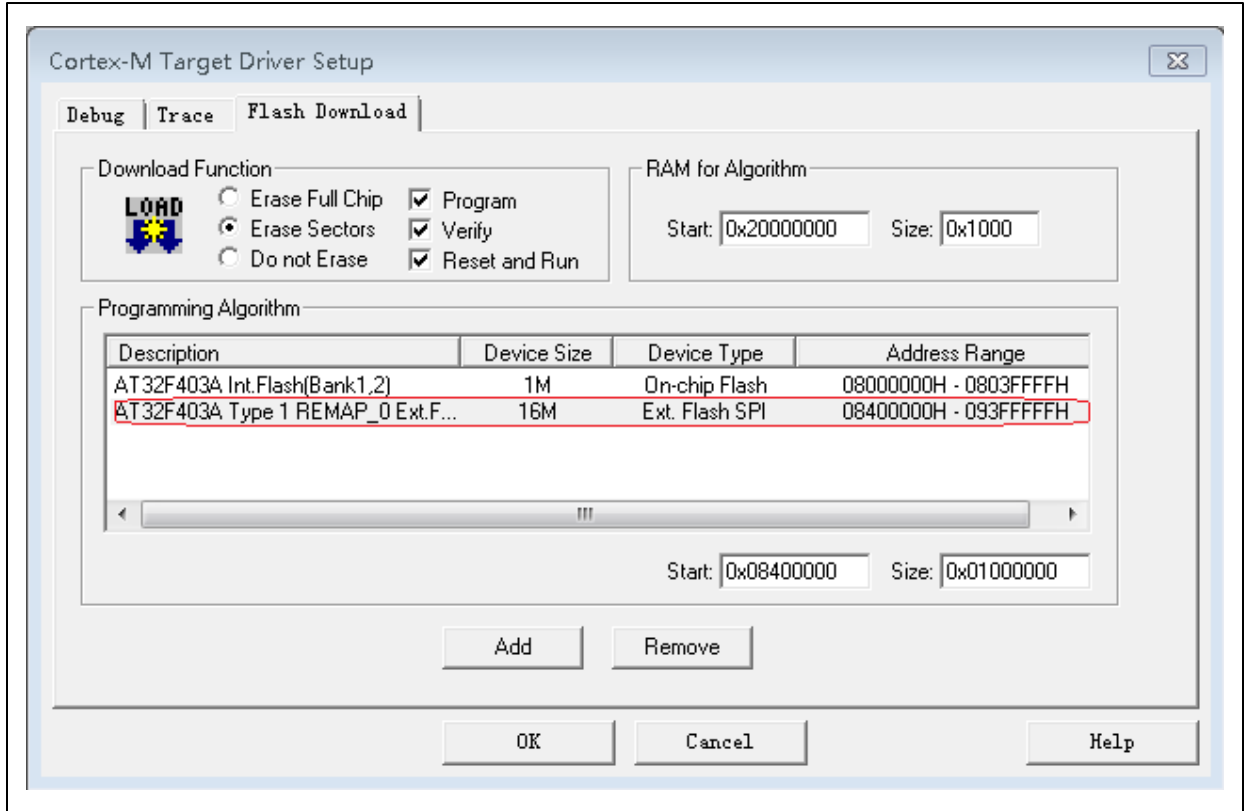 Cortex-M Target Driver Setup
Debug Trace Flash Download
Download Function
LOAD
Erase Full Chip
Erase Sectors
Do not Erase
Program
Verify
Reset and Run
RAM for Algorithm
Start: 0x20000000 Size: 0x1000
Programming Algorithm
Description Device Size Device Type Address Range
AT32F403A Int.Flash(Bank1,2) 1M On-chip Flash 08000000H - 0803FFFFH
AT32F403A Type 1 REMAP_0 Ext.F... 16M Ext. Flash SPI 08400000H - 093FFFFFH
Start: 0x08400000 Size: 0x01000000
Add Remove
OK Cancel Help